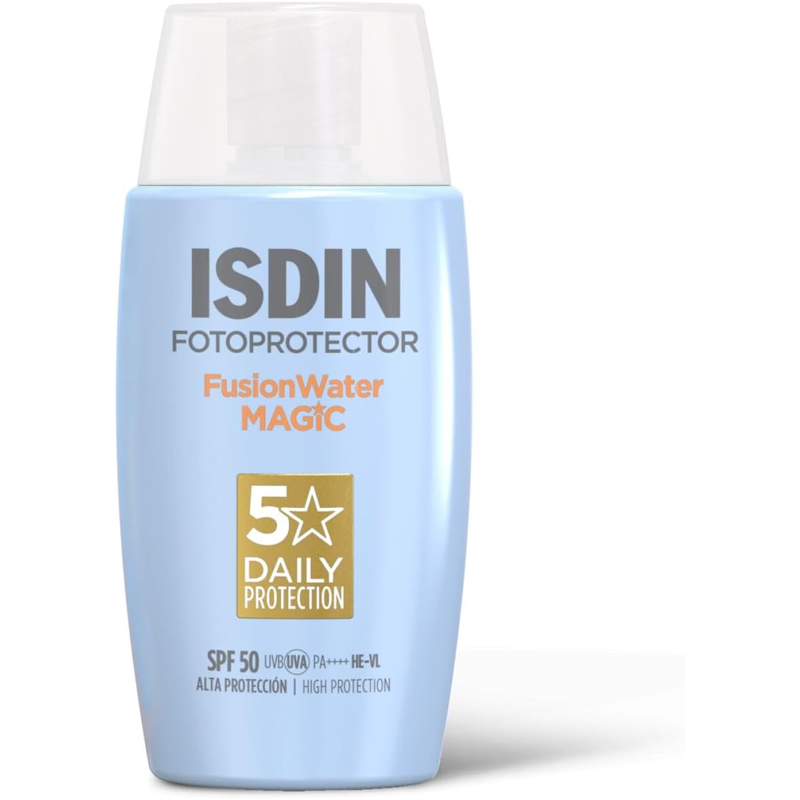 ISDIN
FOTOPROTECTOR
FusionWater
MAGIC
5☆
DAILY
PROTECTION
SPF 50 UVB UVA PA++++ HE-VL
ALTA PROTECCIÓN | HIGH PROTECTION